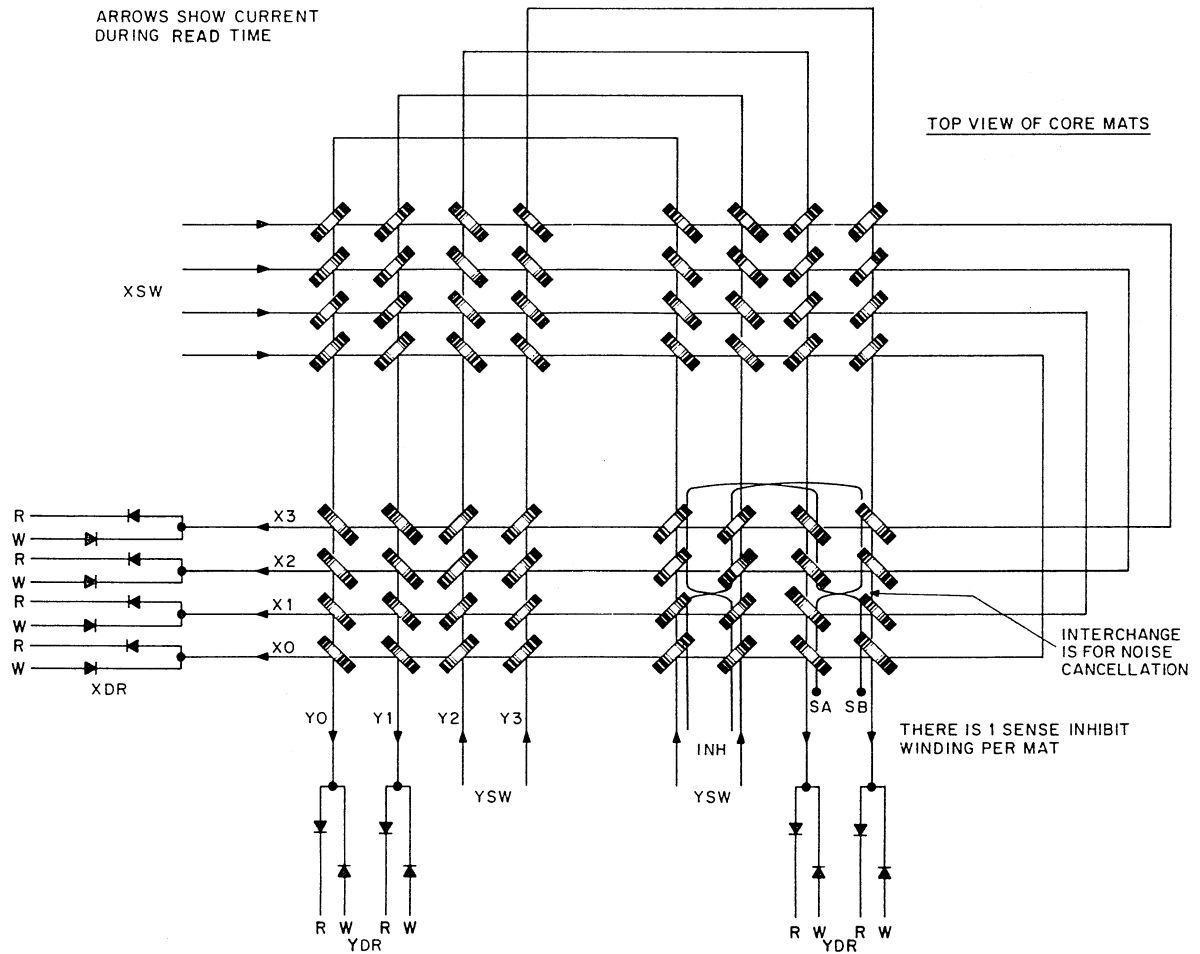 ARROWS SHOW CURRENT
DURING READ TIME
TOP VIEW OF CORE MATS
XSW
R
W
X3
R
W
X2
R
W
X1
R
W
X0
XDR
INTERCHANGE
IS FOR NOISE
CANCELLATION
SA SB
Y0 Y1 Y2 Y3
THERE IS 1 SENSE INHIBIT
WINDING PER MAT
INH
YSW
YSW
R W R W
YDR
R W R W
YDR